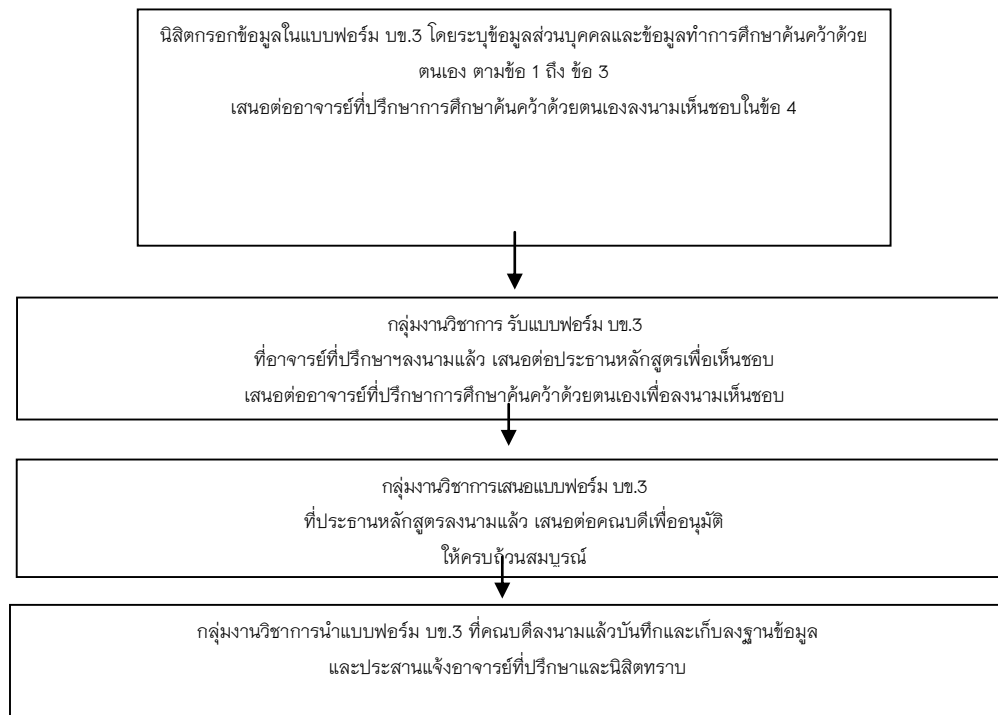 นิสิตกรอกข้อมูลในแบบฟอร์ม บข.3 โดยระบุข้อมูลส่วนบุคคลและข้อมูลทำการศึกษาค้นคว้าด้วย
ตนเอง ตามข้อ 1 ถึง ข้อ 3
เสนอต่ออาจารย์ที่ปรึกษาการศึกษาค้นคว้าด้วยตนเองลงนามเห็นชอบในข้อ 4
กลุ่มงานวิชาการ รับแบบฟอร์ม บข.3
ที่อาจารย์ที่ปรึกษาฯลงนามแล้ว เสนอต่อประธานหลักสูตรเพื่อเห็นชอบ
เสนอต่ออาจารย์ที่ปรึกษาการศึกษาค้นคว้าด้วยตนเองเพื่อลงนามเห็นชอบ
กลุ่มงานวิชาการเสนอแบบฟอร์ม บข.3
ที่ประธานหลักสูตรลงนามแล้ว เสนอต่อคณบดีเพื่ออนุมัติ
ให้ครบถ้วนสมบูรณ์
กลุ่มงานวิชาการนำแบบฟอร์ม บข.3 ที่คณบดีลงนามแล้วบันทึกและเก็บลงฐานข้อมูล
และประสานแจ้งอาจารย์ที่ปรึกษาและนิสิตทราบ